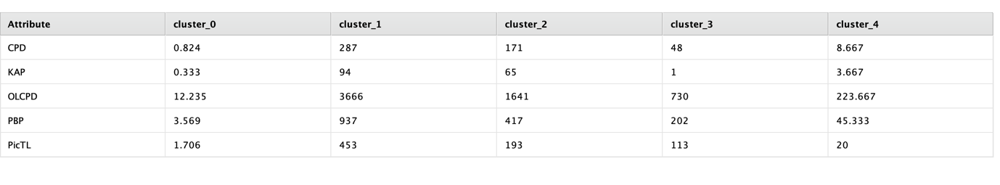 Attribute cluster_0 cluster_1 cluster_2 cluster_3 cluster_4
CPD 0.824 287 171 48 8.667
KAP 0.333 94 65 1 3.667
OLCPD 12.235 3666 1641 730 223.667
PBP 3.569 937 417 202 45.333
PicTL 1.706 453 193 113 20